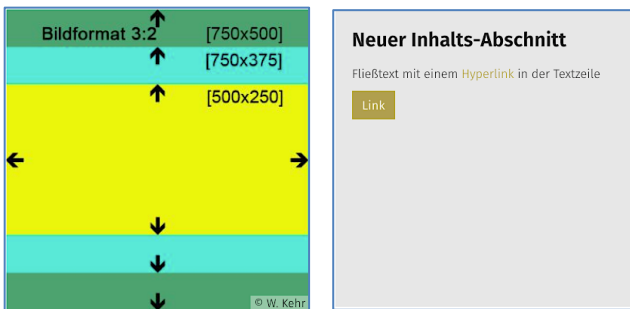 Bildformat 3:2 [750x500]
[750x375]
[500x250]
© W. Kehr
Neuer Inhalts-Abschnitt
Fließtext mit einem Hyperlink in der Textzeile
Link